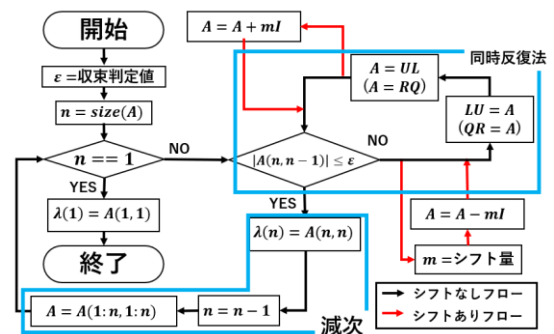 開始
ε=収束判定値
n = size(A)
n == 1
NO
YES
λ(1) = A(1,1)
終了
A = A + mI
同時反復法
A = UL
(A = RQ)
LU = A
(QR = A)
|A(n,n−1)| ≤ ε
NO
YES
A = A − mI
m =シフト量
λ(n) = A(n,n)
n = n − 1
A = A(1:n,1:n)
減次
シフトなしフロー
シフトありフロー